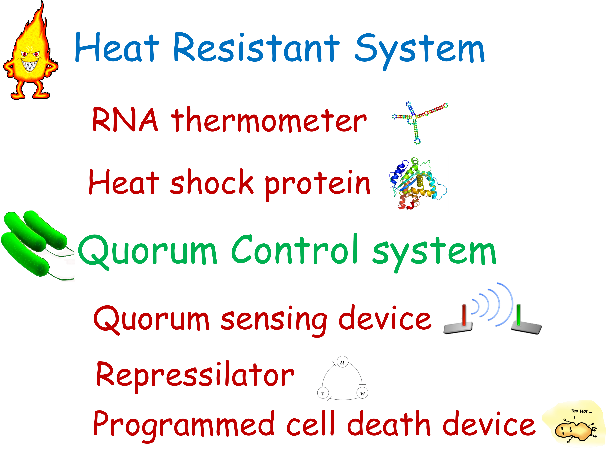 Heat Resistant System
RNA thermometer
Heat shock protein
Quorum Control system
Quorum sensing device
Repressilator
Programmed cell death device